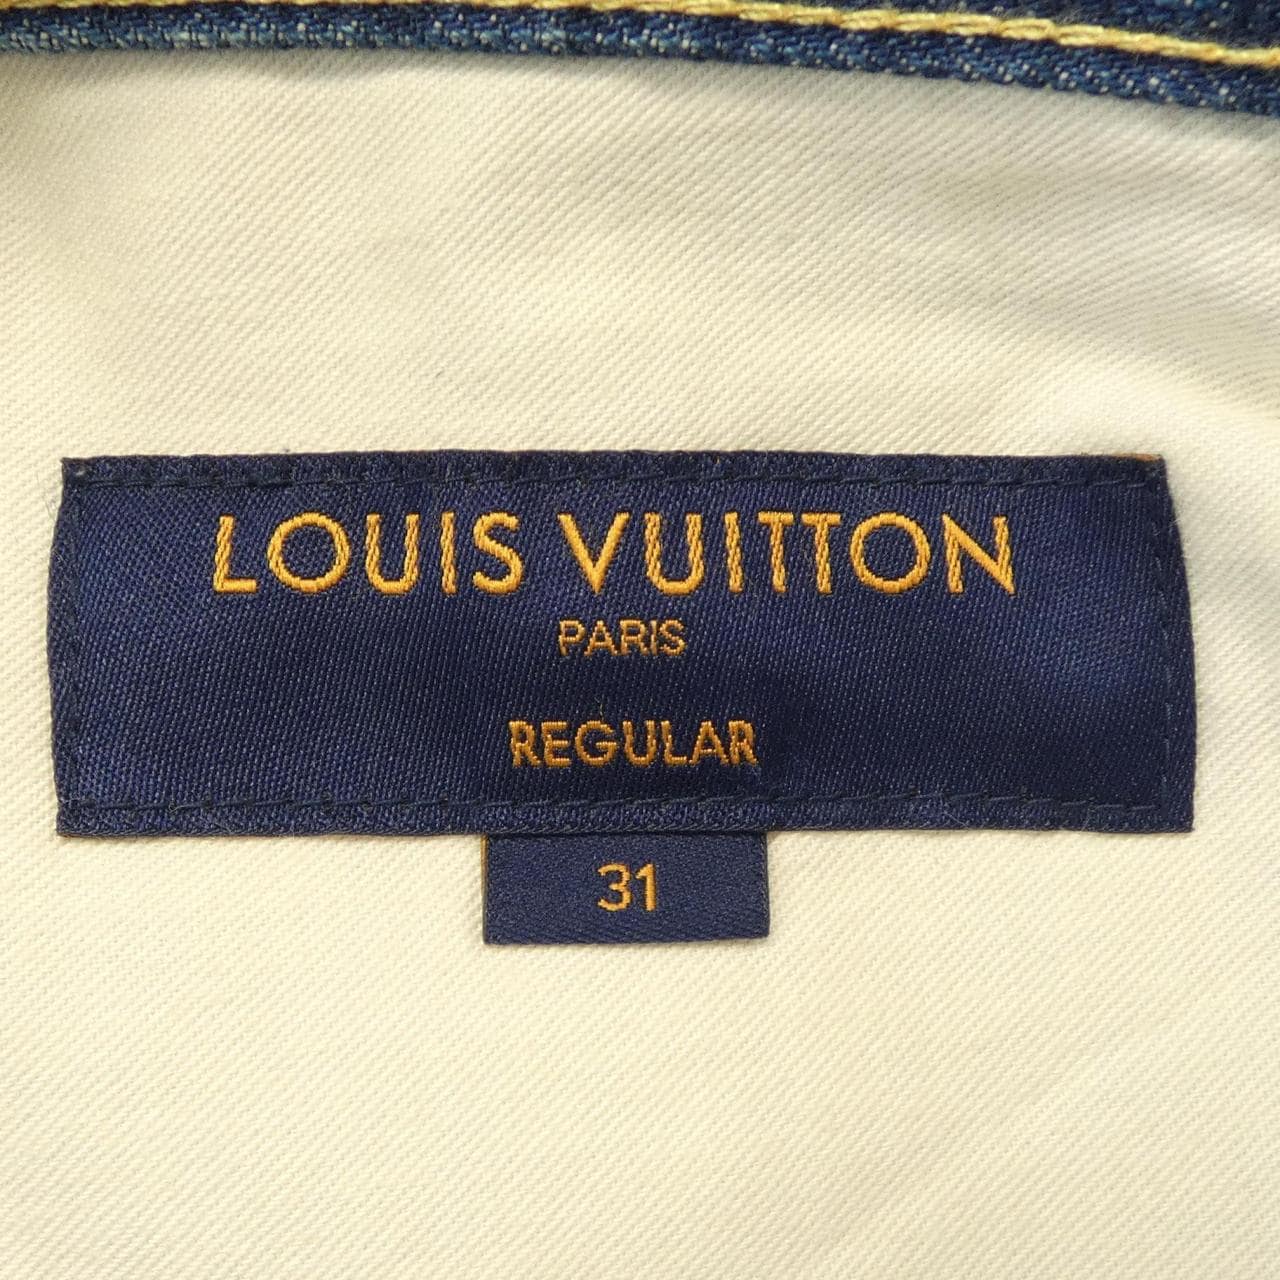 LOUIS VUITTON
PARIS
REGULAR
31